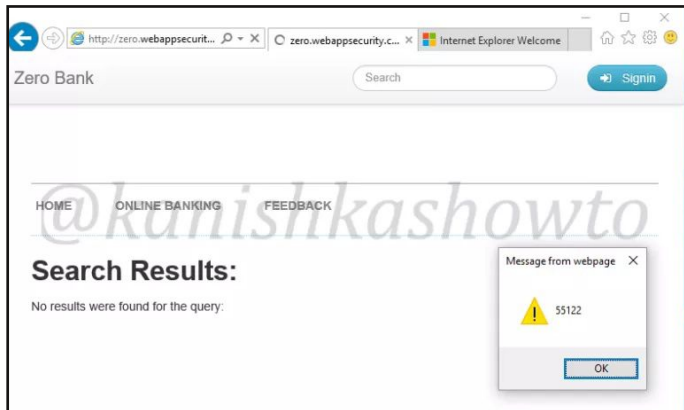 http://zero.webappsecurit... zero.webappsecurity.c... Internet Explorer Welcome
Zero Bank Search Signin
HOME ONLINE BANKING FEEDBACK
@kanishkashowto
Search Results:
No results were found for the query:
Message from webpage
55122
OK